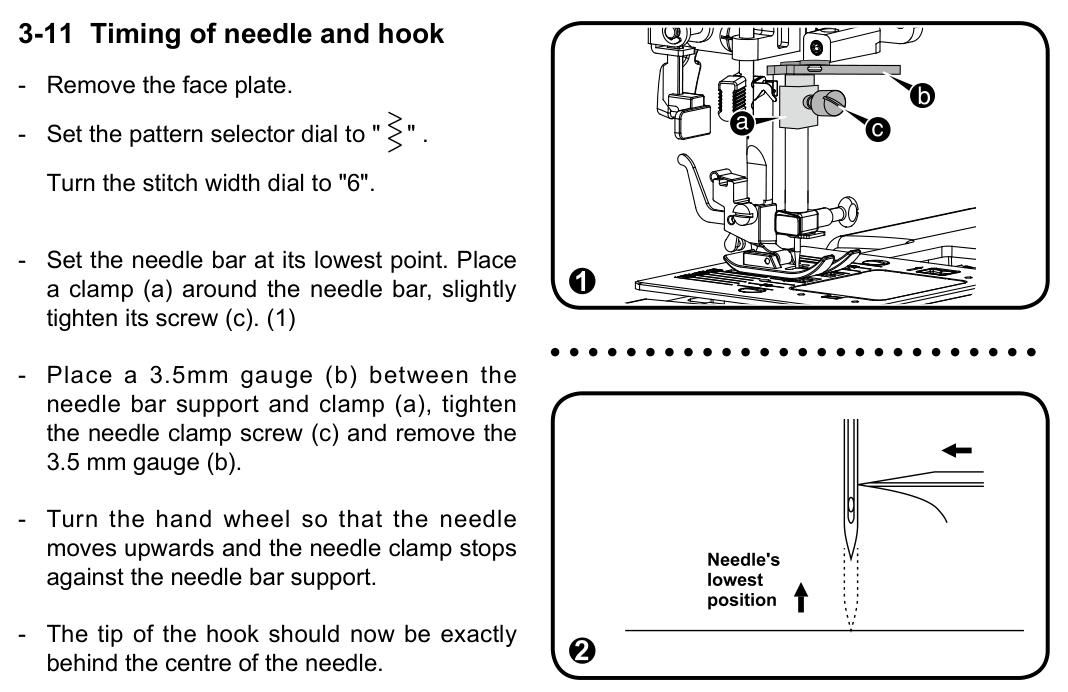 3-11 Timing of needle and hook
- Remove the face plate.
- Set the pattern selector dial to " " .
Turn the stitch width dial to "6".
- Set the needle bar at its lowest point. Place
a clamp (a) around the needle bar, slightly
tighten its screw (c). (1)
- Place a 3.5mm gauge (b) between the
needle bar support and clamp (a), tighten
the needle clamp screw (c) and remove the
3.5 mm gauge (b).
- Turn the hand wheel so that the needle
moves upwards and the needle clamp stops
against the needle bar support.
- The tip of the hook should now be exactly
behind the centre of the needle.
b
a
c
1
Needle's
lowest
position
2